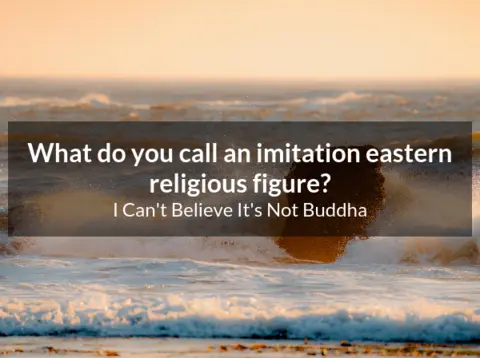 What do you call an imitation eastern
religious figure?
I Can't Believe It's Not Buddha